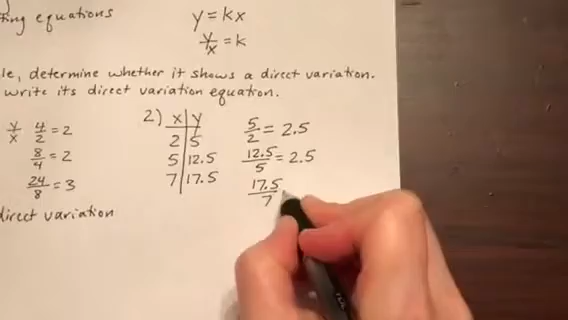 ting equations
y = kx
y/x = k
le, determine whether it shows a direct variation.
write its direct variation equation.
y/x 4/2 = 2
8/4 = 2
24/8 = 3
direct variation
2) x y
2 5
5 12.5
7 17.5
5/2 = 2.5
12.5/5 = 2.5
17.5/7